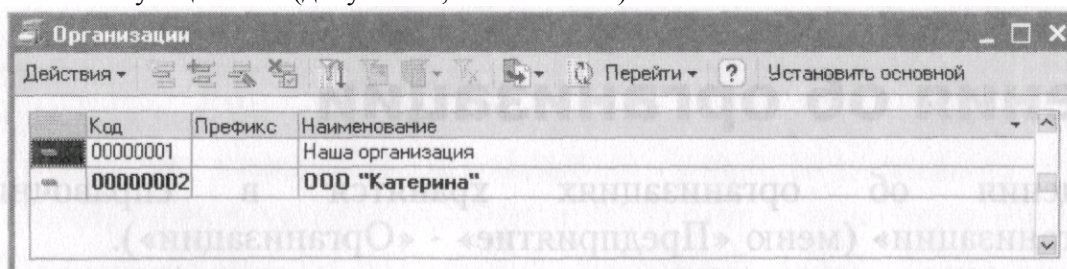 Организации
Действия Перейти ? Установить основной
Код Префикс Наименование
00000001 Наша организация
00000002 ООО "Катерина"